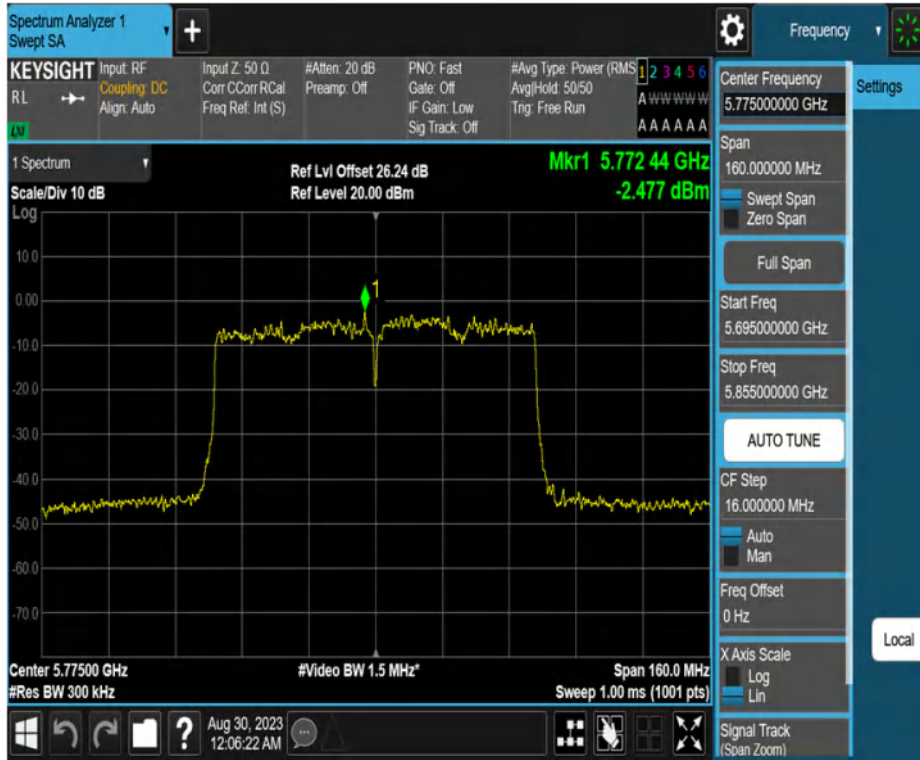 Spectrum Analyzer 1
Swept SA
Frequency
KEYSIGHT
RL
LXI
Input: RF
Coupling: DC
Align: Auto
Input Z: 50 Ω
Corr CCorr RCal
Freq Ref: Int (S)
#Atten: 20 dB
Preamp: Off
PNO: Fast
Gate: Off
IF Gain: Low
Sig Track: Off
#Avg Type: Power (RMS
Avg|Hold: 50/50
Trig: Free Run
1 2 3 4 5 6
A W W W W W
A A A A A A
1 Spectrum
Scale/Div 10 dB
Log
Ref Lvl Offset 26.24 dB
Ref Level 20.00 dBm
Mkr1 5.772 44 GHz
-2.477 dBm
1
10.0
0.00
-10.0
-20.0
-30.0
-40.0
-50.0
-60.0
-70.0
Center 5.77500 GHz
#Res BW 300 kHz
#Video BW 1.5 MHz*
Span 160.0 MHz
Sweep 1.00 ms (1001 pts)
?
Aug 30, 2023
12:06:22 AM
Center Frequency
5.775000000 GHz
Span
160.000000 MHz
Swept Span
Zero Span
Full Span
Start Freq
5.695000000 GHz
Stop Freq
5.855000000 GHz
AUTO TUNE
CF Step
16.000000 MHz
Auto
Man
Freq Offset
0 Hz
X Axis Scale
Log
Lin
Signal Track
(Span Zoom)
Settings
Local